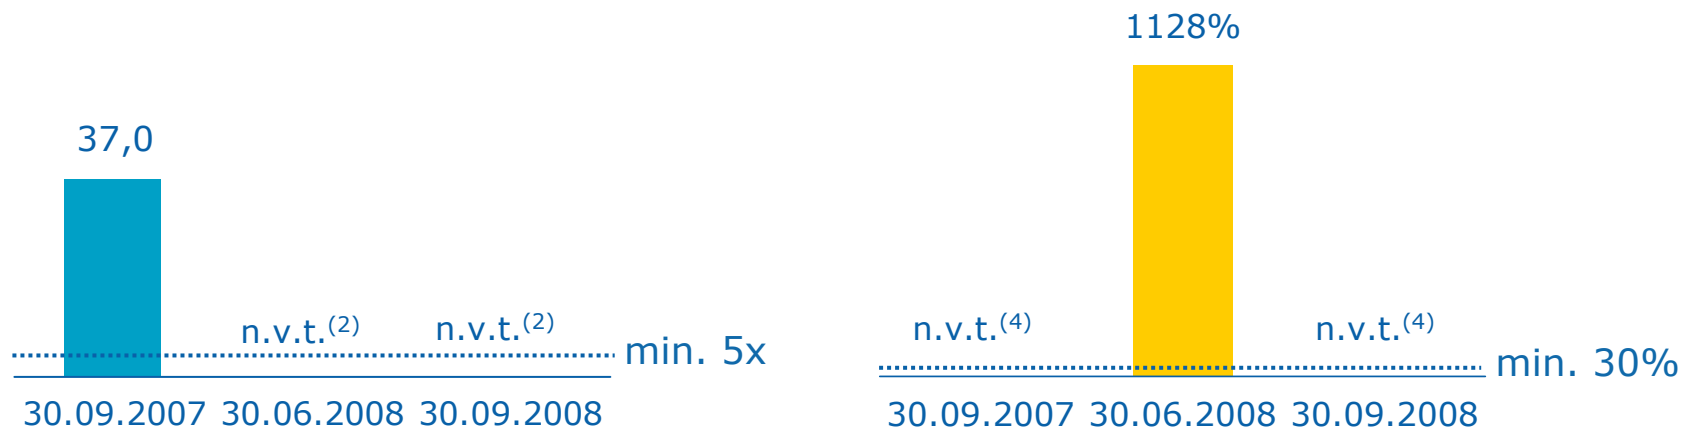 37,0
n.v.t.(2) n.v.t.(2)
min. 5x
30.09.2007 30.06.2008 30.09.2008
1128%
n.v.t.(4) n.v.t.(4)
min. 30%
30.09.2007 30.06.2008 30.09.2008